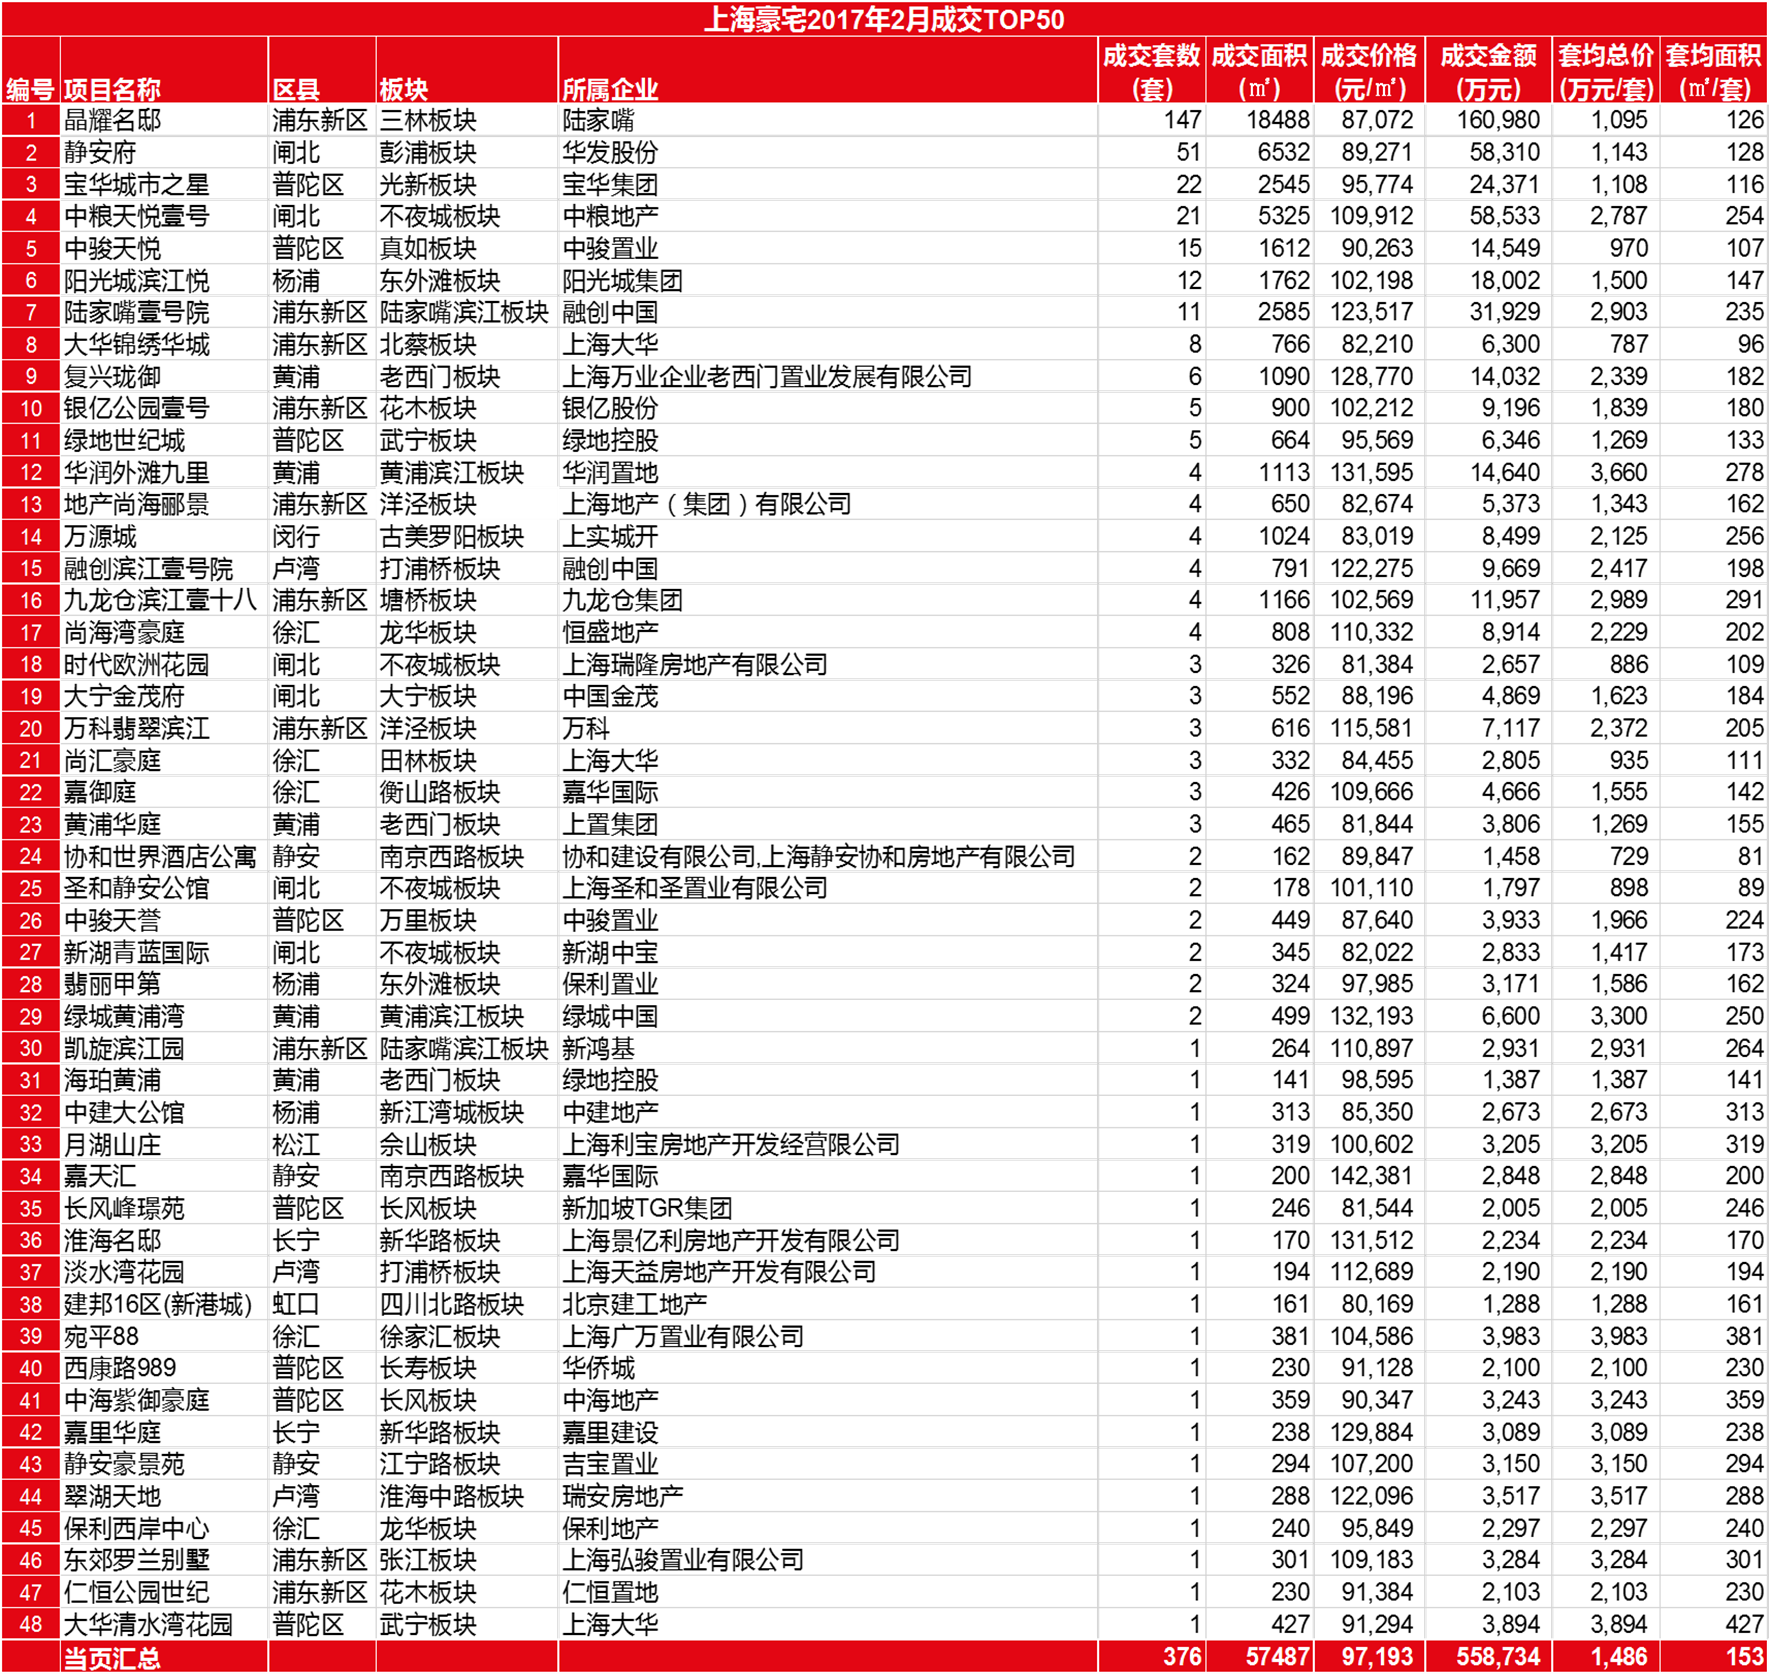 上海豪宅2017年2月成交TOP50
编号 项目名称 区县 板块 所属企业 成交套数(套) 成交面积(㎡) 成交价格(元/㎡) 成交金额(万元) 套均总价(万元/套) 套均面积(㎡/套)
1 晶耀名邸 浦东新区 三林板块 陆家嘴 147 18488 87,072 160,980 1,095 126
2 静安府 闸北 彭浦板块 华发股份 51 6532 89,271 58,310 1,143 128
3 宝华城市之星 普陀区 光新板块 宝华集团 22 2545 95,774 24,371 1,108 116
4 中粮天悦壹号 闸北 不夜城板块 中粮地产 21 5325 109,912 58,533 2,787 254
5 中骏天悦 普陀区 真如板块 中骏置业 15 1612 90,263 14,549 970 107
6 阳光城滨江悦 杨浦 东外滩板块 阳光城集团 12 1762 102,198 18,002 1,500 147
7 陆家嘴壹号院 浦东新区 陆家嘴滨江板块 融创中国 11 2585 123,517 31,929 2,903 235
8 大华锦绣华城 浦东新区 北蔡板块 上海大华 8 766 82,210 6,300 787 96
9 复兴珑御 黄浦 老西门板块 上海万业企业老西门置业发展有限公司 6 1090 128,770 14,032 2,339 182
10 银亿公园壹号 浦东新区 花木板块 银亿股份 5 900 102,212 9,196 1,839 180
11 绿地世纪城 普陀区 武宁板块 绿地控股 5 664 95,569 6,346 1,269 133
12 华润外滩九里 黄浦 黄浦滨江板块 华润置地 4 1113 131,595 14,640 3,660 278
13 地产尚海郦景 浦东新区 洋泾板块 上海地产（集团）有限公司 4 650 82,674 5,373 1,343 162
14 万源城 闵行 古美罗阳板块 上实城开 4 1024 83,019 8,499 2,125 256
15 融创滨江壹号院 卢湾 打浦桥板块 融创中国 4 791 122,275 9,669 2,417 198
16 九龙仓滨江壹十八 浦东新区 塘桥板块 九龙仓集团 4 1166 102,569 11,957 2,989 291
17 尚海湾豪庭 徐汇 龙华板块 恒盛地产 4 808 110,332 8,914 2,229 202
18 时代欧洲花园 闸北 不夜城板块 上海瑞隆房地产有限公司 3 326 81,384 2,657 886 109
19 大宁金茂府 闸北 大宁板块 中国金茂 3 552 88,196 4,869 1,623 184
20 万科翡翠滨江 浦东新区 洋泾板块 万科 3 616 115,581 7,117 2,372 205
21 尚汇豪庭 徐汇 田林板块 上海大华 3 332 84,455 2,805 935 111
22 嘉御庭 徐汇 衡山路板块 嘉华国际 3 426 109,666 4,666 1,555 142
23 黄浦华庭 黄浦 老西门板块 上置集团 3 465 81,844 3,806 1,269 155
24 协和世界酒店公寓 静安 南京西路板块 协和建设有限公司,上海静安协和房地产有限公司 2 162 89,847 1,458 729 81
25 圣和静安公馆 闸北 不夜城板块 上海圣和圣置业有限公司 2 178 101,110 1,797 898 89
26 中骏天誉 普陀区 万里板块 中骏置业 2 449 87,640 3,933 1,966 224
27 新湖青蓝国际 闸北 不夜城板块 新湖中宝 2 345 82,022 2,833 1,417 173
28 翡丽甲第 杨浦 东外滩板块 保利置业 2 324 97,985 3,171 1,586 162
29 绿城黄浦湾 黄浦 黄浦滨江板块 绿城中国 2 499 132,193 6,600 3,300 250
30 凯旋滨江园 浦东新区 陆家嘴滨江板块 新鸿基 1 264 110,897 2,931 2,931 264
31 海珀黄浦 黄浦 老西门板块 绿地控股 1 141 98,595 1,387 1,387 141
32 中建大公馆 杨浦 新江湾城板块 中建地产 1 313 85,350 2,673 2,673 313
33 月湖山庄 松江 佘山板块 上海利宝房地产开发经营限公司 1 319 100,602 3,205 3,205 319
34 嘉天汇 静安 南京西路板块 嘉华国际 1 200 142,381 2,848 2,848 200
35 长风峰璟苑 普陀区 长风板块 新加坡TGR集团 1 246 81,544 2,005 2,005 246
36 淮海名邸 长宁 新华路板块 上海景亿利房地产开发有限公司 1 170 131,512 2,234 2,234 170
37 淡水湾花园 卢湾 打浦桥板块 上海天益房地产开发有限公司 1 194 112,689 2,190 2,190 194
38 建邦16区(新港城) 虹口 四川北路板块 北京建工地产 1 161 80,169 1,288 1,288 161
39 宛平88 徐汇 徐家汇板块 上海广万置业有限公司 1 381 104,586 3,983 3,983 381
40 西康路989 普陀区 长寿板块 华侨城 1 230 91,128 2,100 2,100 230
41 中海紫御豪庭 普陀区 长风板块 中海地产 1 359 90,347 3,243 3,243 359
42 嘉里华庭 长宁 新华路板块 嘉里建设 1 238 129,884 3,089 3,089 238
43 静安豪景苑 静安 江宁路板块 吉宝置业 1 294 107,200 3,150 3,150 294
44 翠湖天地 卢湾 淮海中路板块 瑞安房地产 1 288 122,096 3,517 3,517 288
45 保利西岸中心 徐汇 龙华板块 保利地产 1 240 95,849 2,297 2,297 240
46 东郊罗兰别墅 浦东新区 张江板块 上海弘骏置业有限公司 1 301 109,183 3,284 3,284 301
47 仁恒公园世纪 浦东新区 花木板块 仁恒置地 1 230 91,384 2,103 2,103 230
48 大华清水湾花园 普陀区 武宁板块 上海大华 1 427 91,294 3,894 3,894 427
当页汇总 376 57487 97,193 558,734 1,486 153